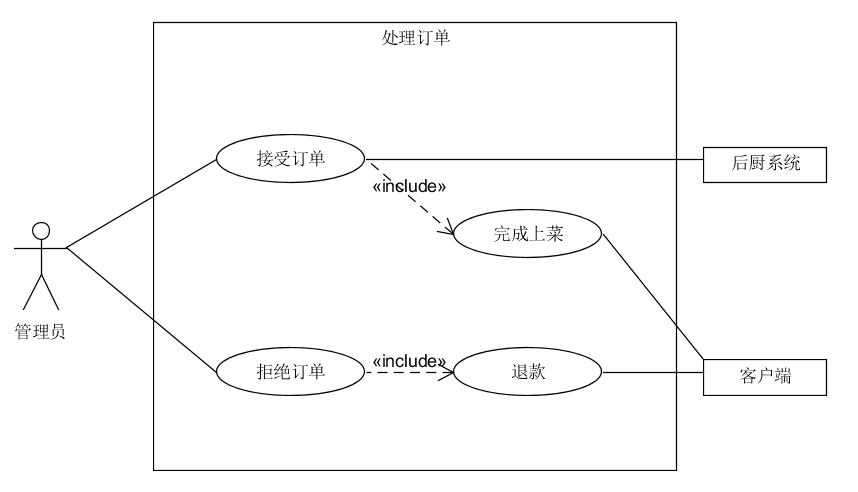 处理订单
接受订单
后厨系统
«include»
完成上菜
管理员
拒绝订单
«include»
退款
客户端